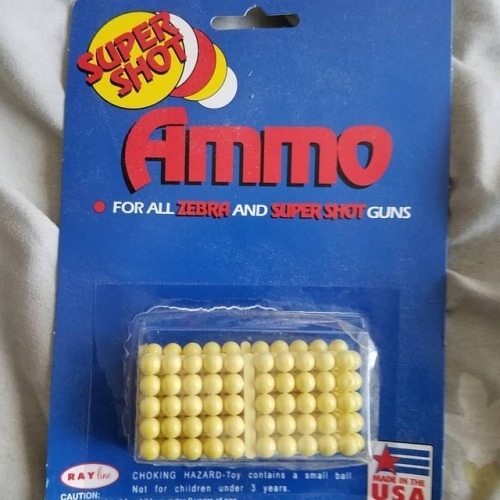 SUPER
SHOT
Ammo
• FOR ALL ZEBRA AND SUPER SHOT GUNS
RAY line
CHOKING HAZARD-Toy contains a small ball.
Not for children under 3 years.
MADE IN THE
USA
CAUTION: